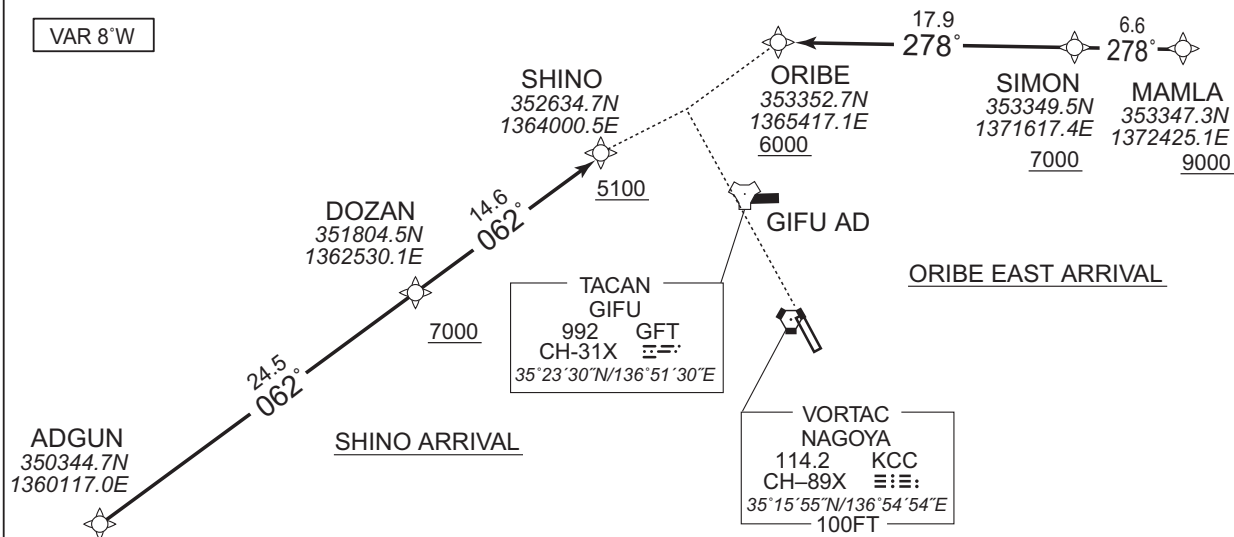 VAR 8°W
17.9
278°
6.6
278°
SHINO
352634.7N
1364000.5E
5100
ORIBE
353352.7N
1365417.1E
6000
SIMON
353349.5N
1371617.4E
7000
MAMLA
353347.3N
1372425.1E
9000
14.6
062°
DOZAN
351804.5N
1362530.1E
7000
GIFU AD
ORIBE EAST ARRIVAL
TACAN
GIFU
992 GFT
CH-31X
35°23´30˝N/136°51´30˝E
24.5
062°
ADGUN
350344.7N
1360117.0E
SHINO ARRIVAL
VORTAC
NAGOYA
114.2 KCC
CH–89X
35°15´55˝N/136°54´54˝E
100FT